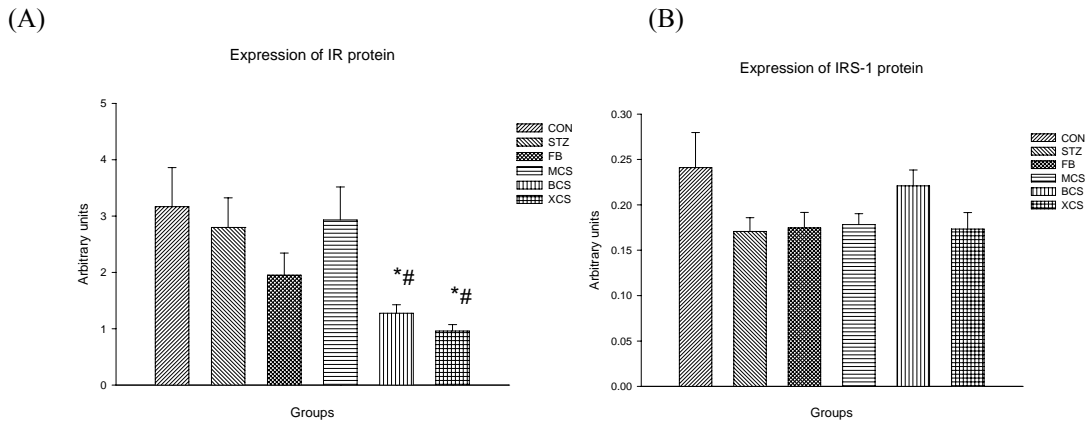 (A)
Expression of IR protein
5
4
3
2
1
0
Arbitrary units
Groups
CON
STZ
FB
MCS
BCS
XCS
*#
*#
(B)
Expression of IRS-1 protein
0.30
0.25
0.20
0.15
0.10
0.05
0.00
Arbitrary units
Groups
CON
STZ
FB
MCS
BCS
XCS